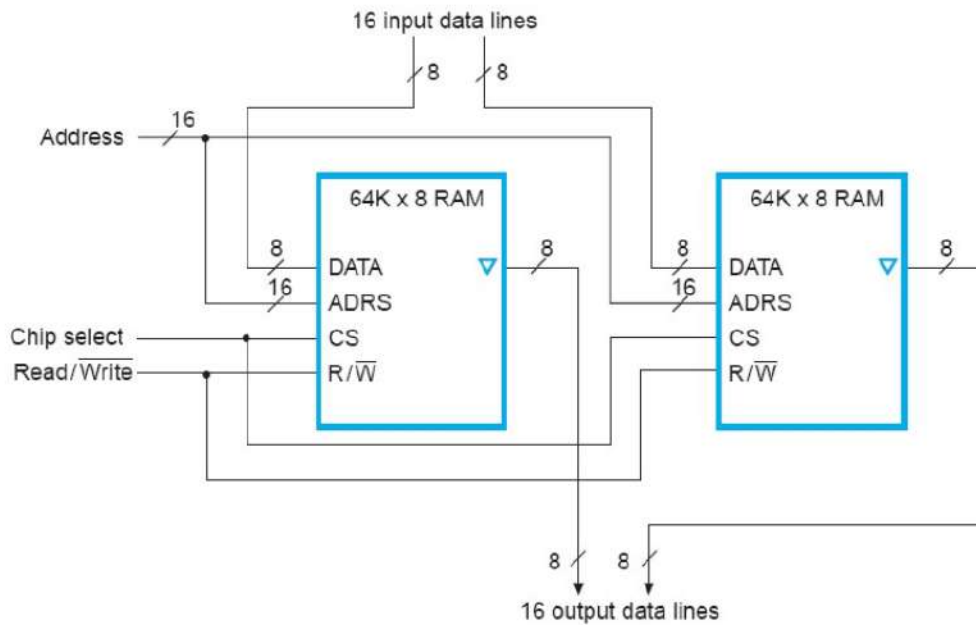 16 input data lines
8
8
Address
16
64K x 8 RAM
64K x 8 RAM
8
DATA
8
8
DATA
8
16
ADRS
16
ADRS
Chip select
CS
CS
Read/W̅r̅i̅t̅e̅
R/W̅
R/W̅
8
8
16 output data lines